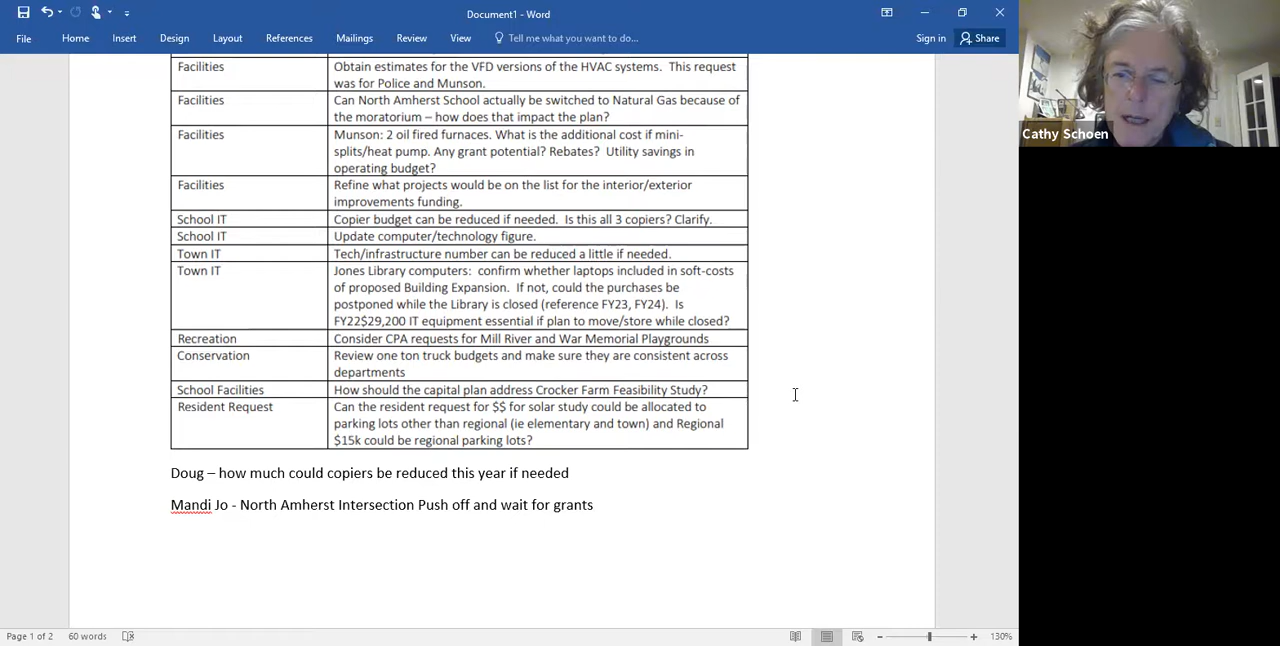 Document1 - Word
File Home Insert Design Layout References Mailings Review View Tell me what you want to do... Sign in Share
Cathy Schoen
Facilities Obtain estimates for the VFD versions of the HVAC systems. This request
was for Police and Munson.
Facilities Can North Amherst School actually be switched to Natural Gas because of
the moratorium – how does that impact the plan?
Facilities Munson: 2 oil fired furnaces. What is the additional cost if mini-
splits/heat pump. Any grant potential? Rebates? Utility savings in
operating budget?
Facilities Refine what projects would be on the list for the interior/exterior
improvements funding.
School IT Copier budget can be reduced if needed. Is this all 3 copiers? Clarify.
School IT Update computer/technology figure.
Town IT Tech/infrastructure number can be reduced a little if needed.
Town IT Jones Library computers: confirm whether laptops included in soft-costs
of proposed Building Expansion. If not, could the purchases be
postponed while the Library is closed (reference FY23, FY24). Is
FY22$29,200 IT equipment essential if plan to move/store while closed?
Recreation Consider CPA requests for Mill River and War Memorial Playgrounds
Conservation Review one ton truck budgets and make sure they are consistent across
departments
School Facilities How should the capital plan address Crocker Farm Feasibility Study?
Resident Request Can the resident request for $$ for solar study could be allocated to
parking lots other than regional (ie elementary and town) and Regional
$15k could be regional parking lots?
Doug – how much could copiers be reduced this year if needed
Mandi Jo - North Amherst Intersection Push off and wait for grants
Page 1 of 2 60 words 130%